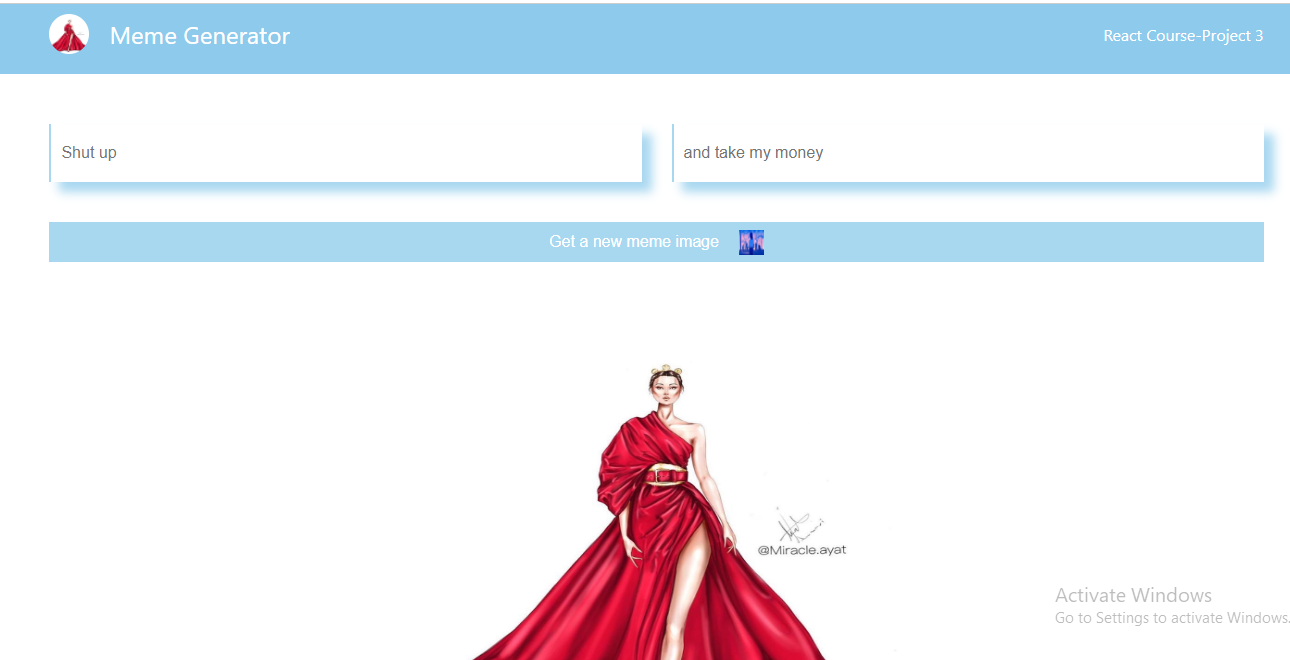 Meme Generator
React Course-Project 3
Shut up
and take my money
Get a new meme image
@Miracle.ayat
Activate Windows
Go to Settings to activate Windows.